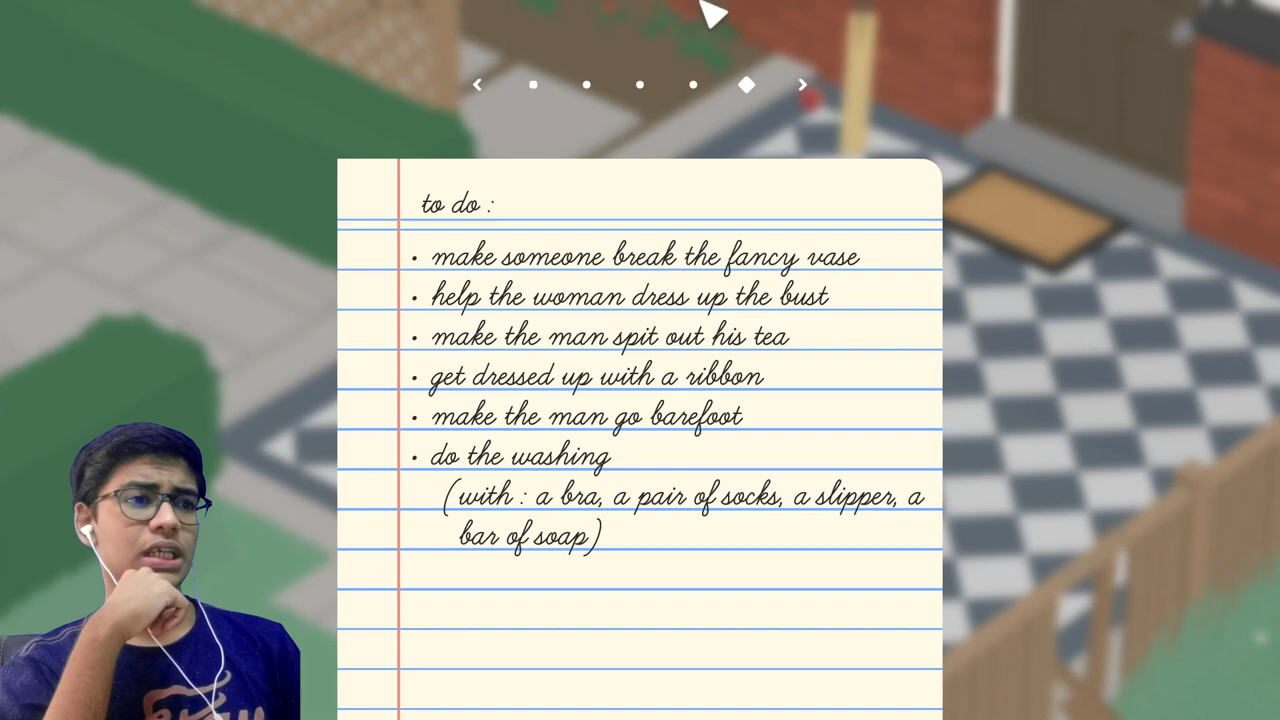 to do :
• make someone break the fancy vase
• help the woman dress up the bust
• make the man spit out his tea
• get dressed up with a ribbon
• make the man go barefoot
• do the washing
(with : a bra, a pair of socks, a slipper, a
bar of soap)